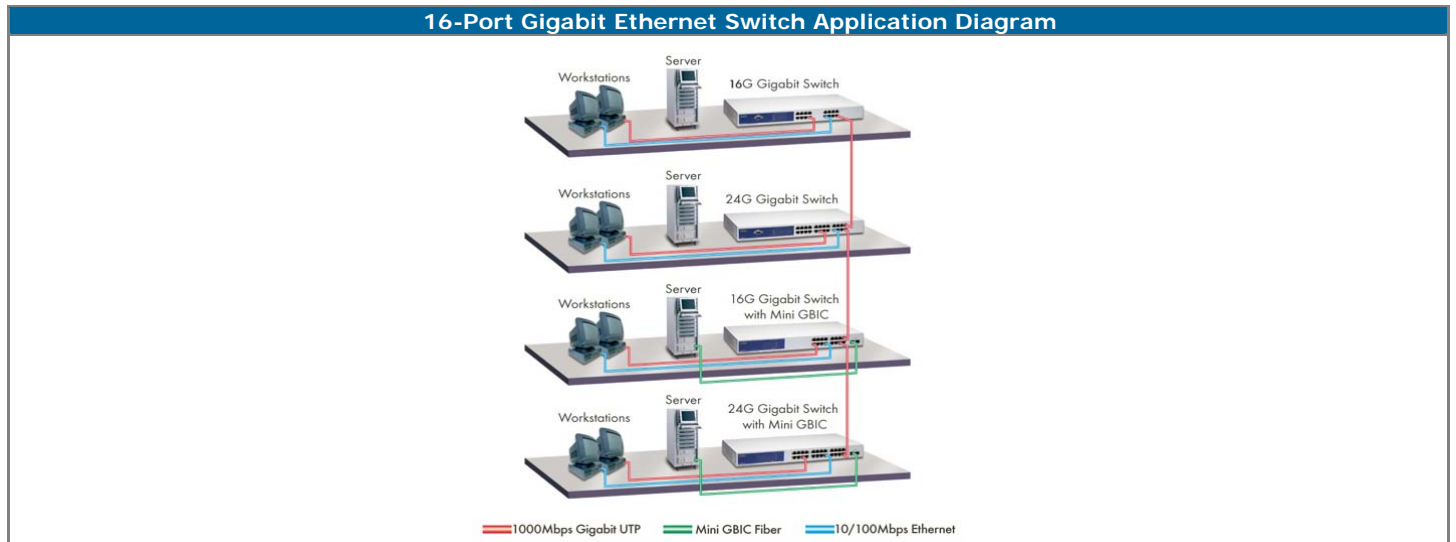 16-Port Gigabit Ethernet Switch Application Diagram
Workstations
Server
16G Gigabit Switch
Workstations
Server
24G Gigabit Switch
Workstations
Server
16G Gigabit Switch
with Mini GBIC
Workstations
Server
24G Gigabit Switch
with Mini GBIC
1000Mbps Gigabit UTP
Mini GBIC Fiber
10/100Mbps Ethernet